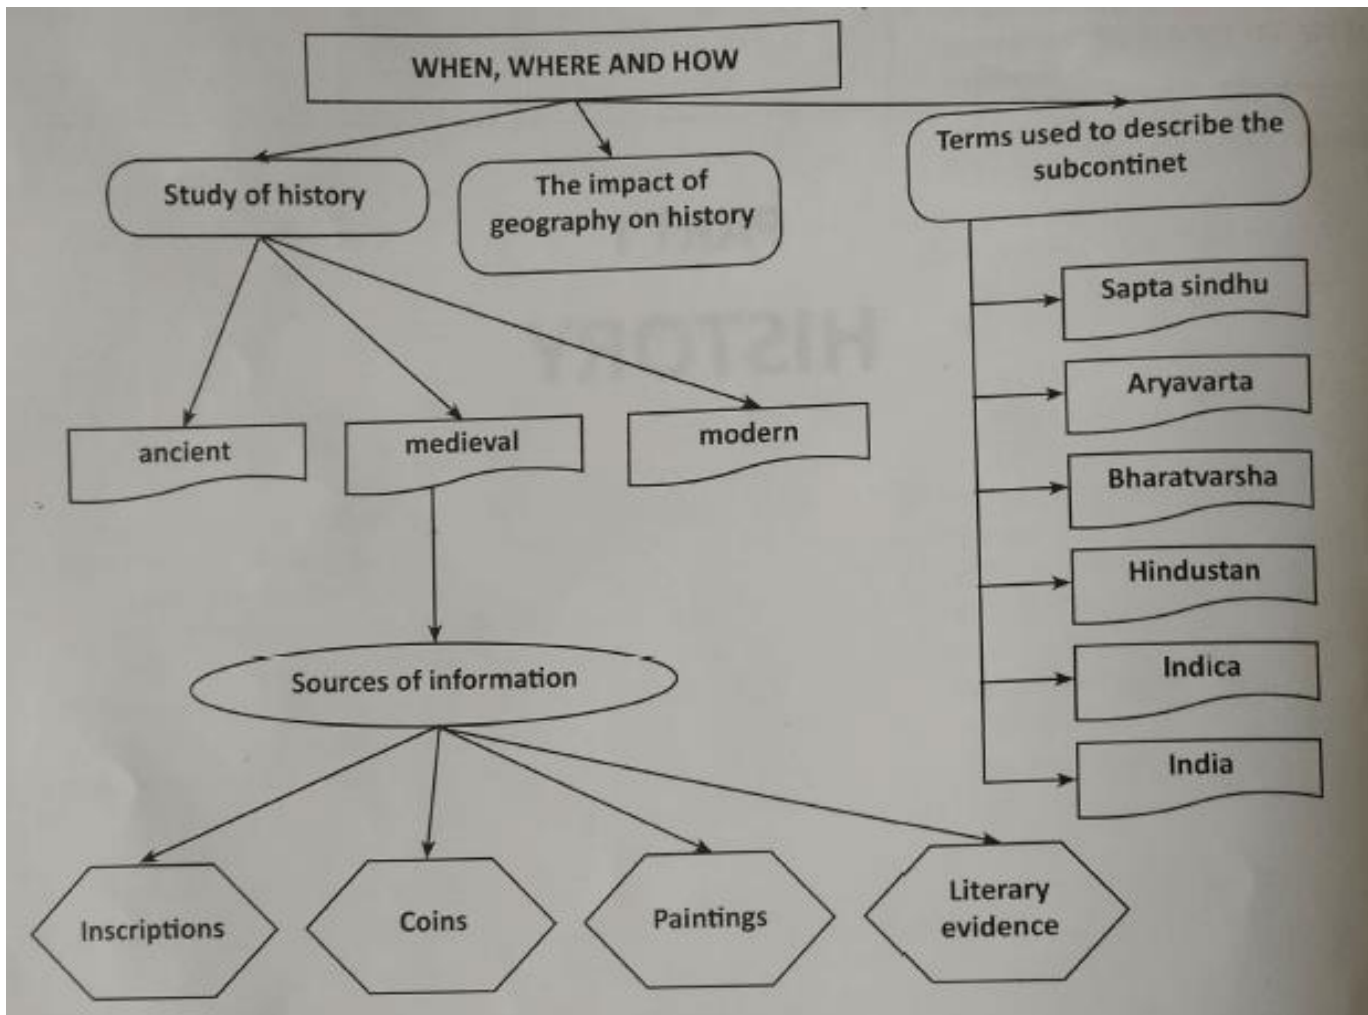 WHEN, WHERE AND HOW
Study of history
The impact of
geography on history
Terms used to describe the
subcontinet
ancient
medieval
modern
Sapta sindhu
Aryavarta
Bharatvarsha
Hindustan
Indica
India
Sources of information
Inscriptions
Coins
Paintings
Literary
evidence
HISTORY